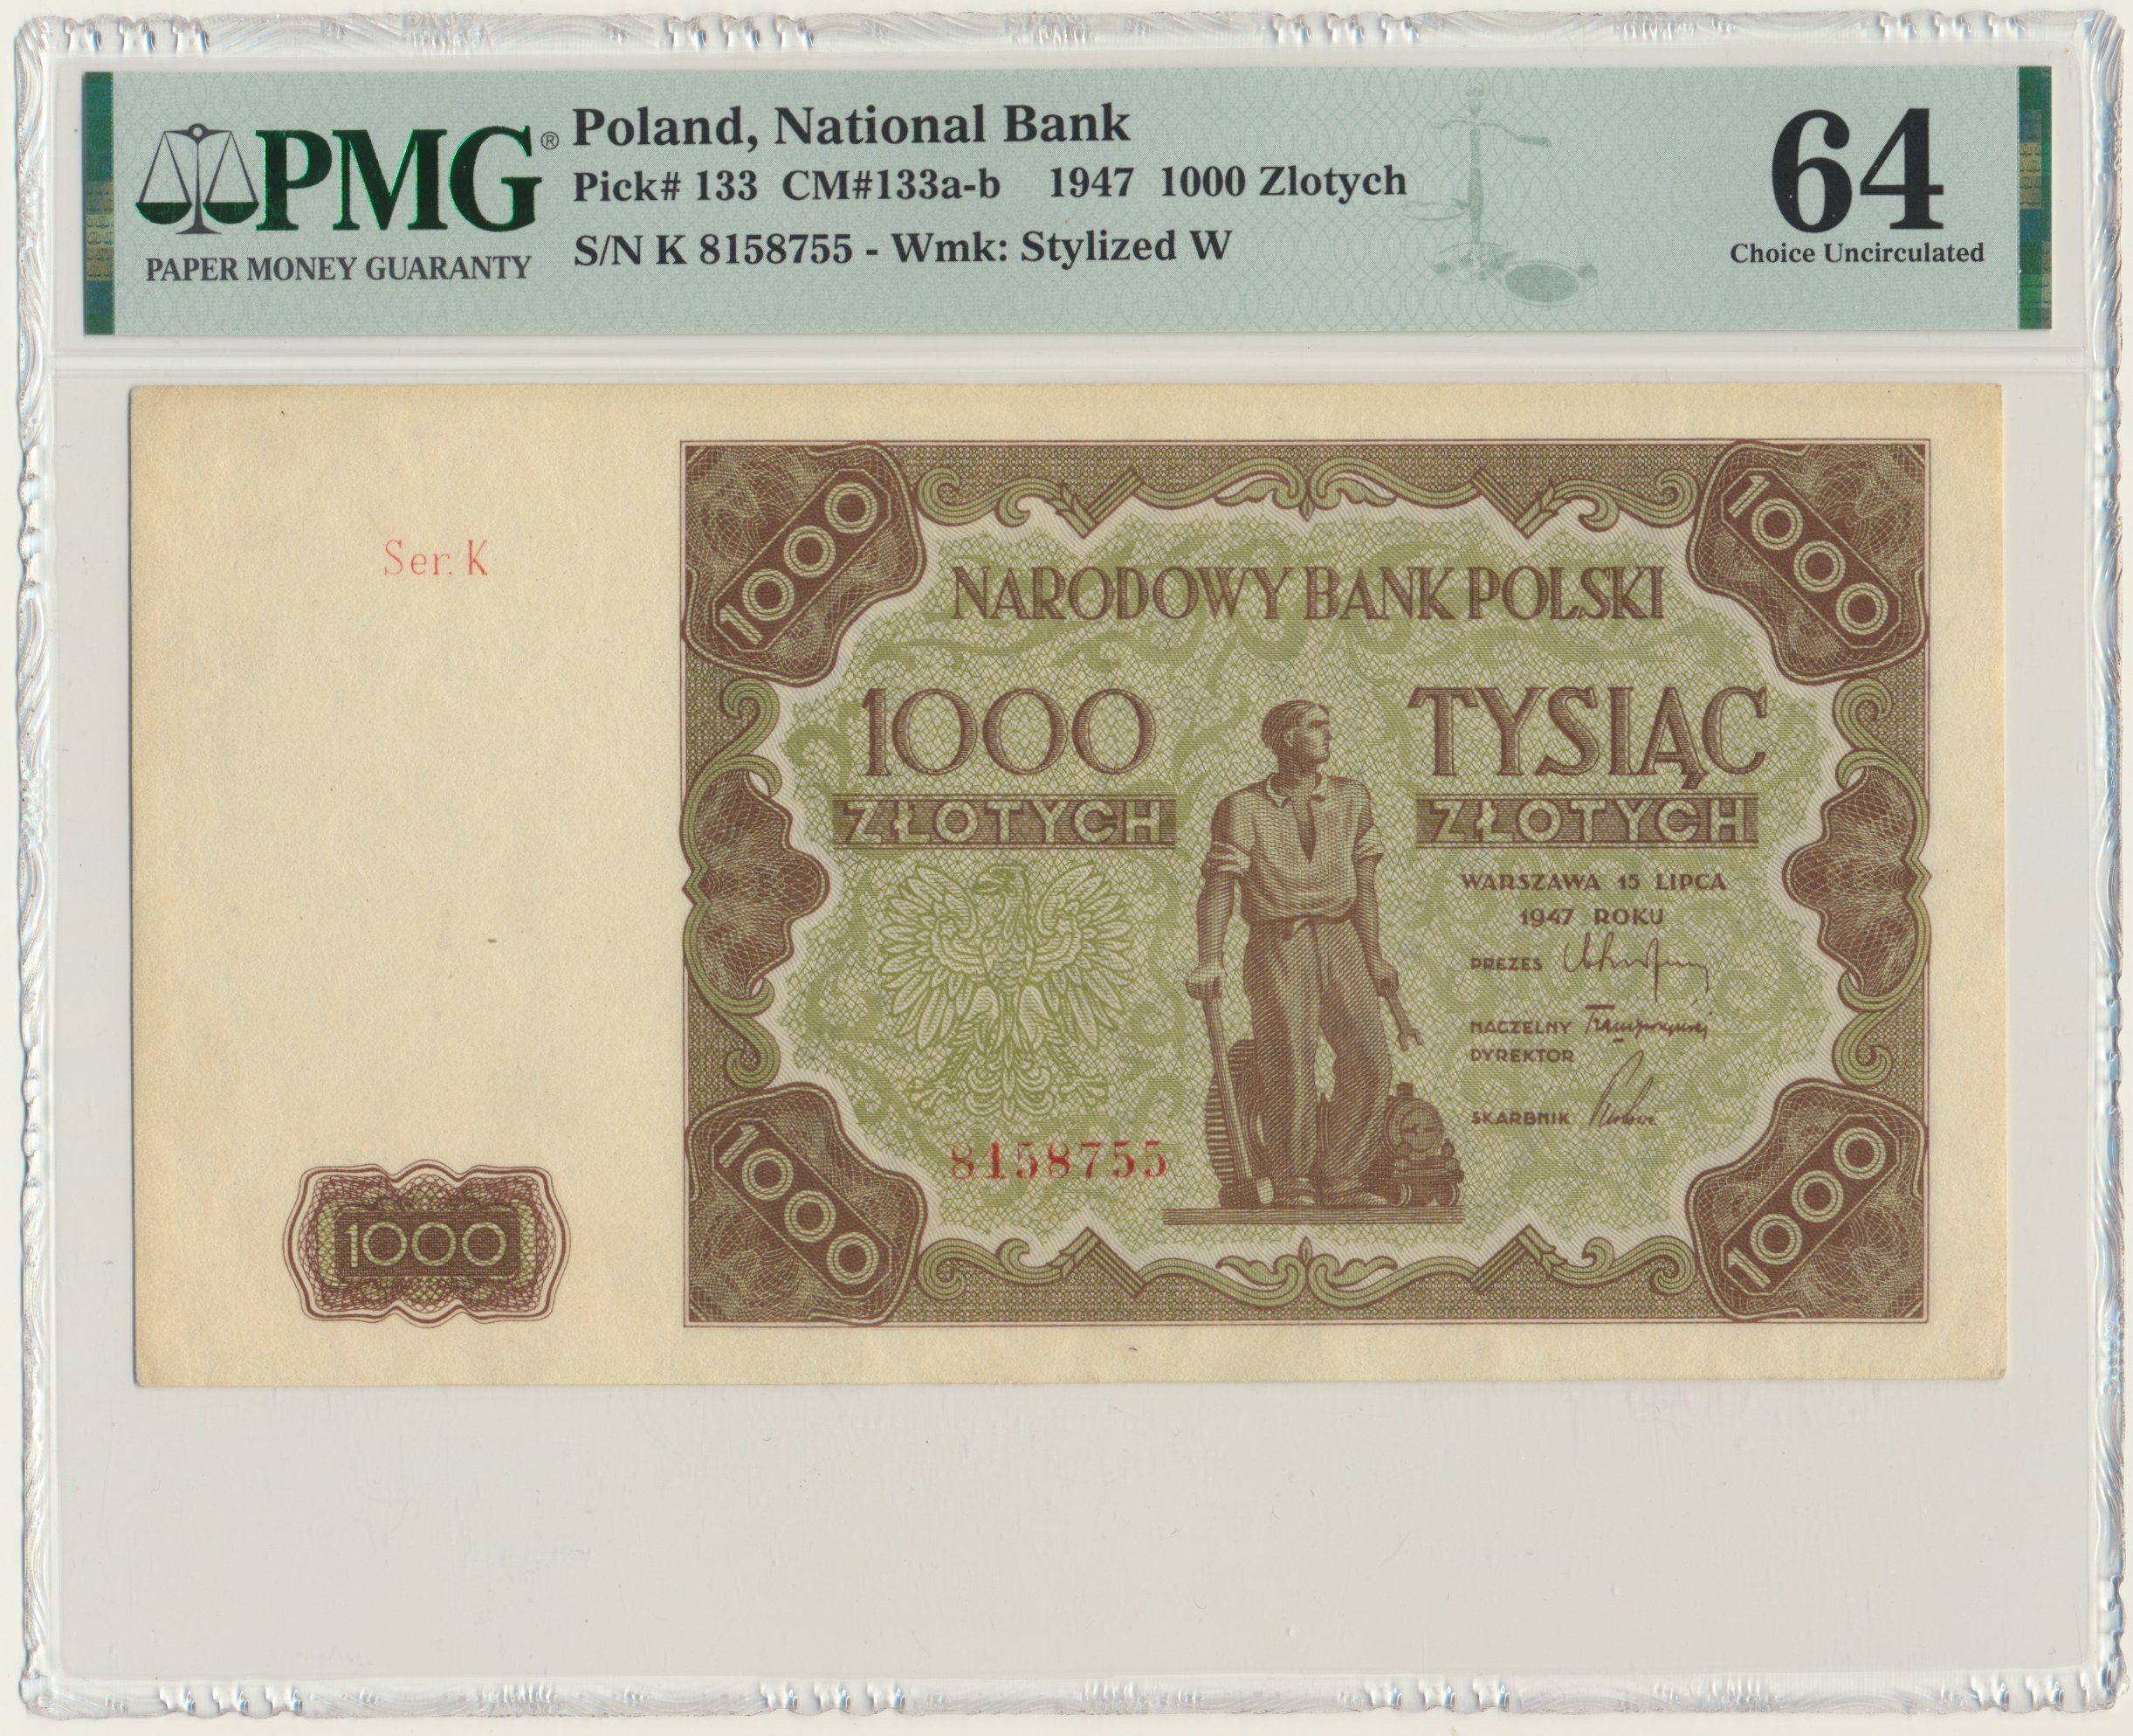 PMG®
PAPER MONEY GUARANTY
Poland, National Bank
Pick# 133 CM#133a-b 1947 1000 Zlotych
S/N K 8158755 - Wmk: Stylized W
64
Choice Uncirculated
Ser. K
1000
1000
NARODOWY BANK POLSKI
1000 TYSIĄC
ZŁOTYCH ZŁOTYCH
WARSZAWA 15 LIPCA
1947 ROKU
PREZES
NACZELNY
DYREKTOR
SKARBNIK
8158755
1000
1000
1000